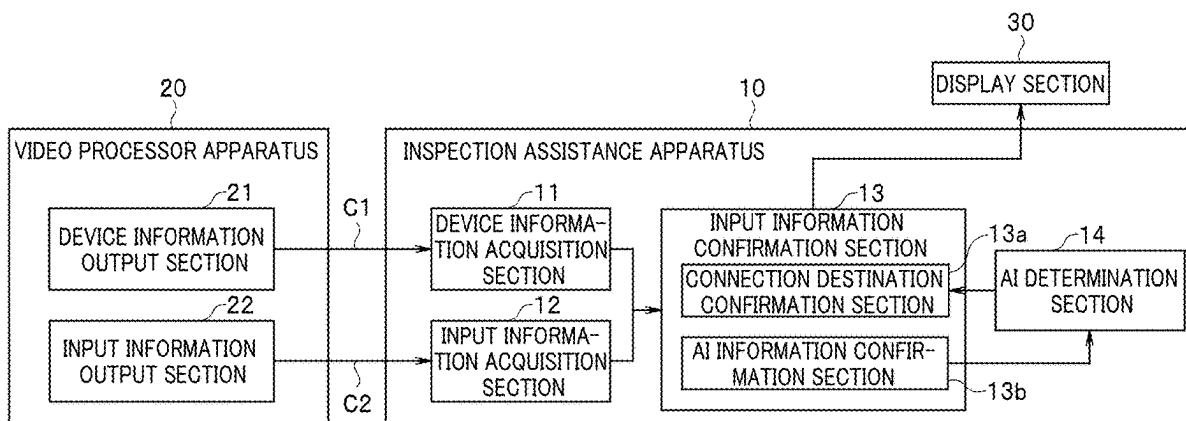 30
DISPLAY SECTION
20
10
VIDEO PROCESSOR APPARATUS
INSPECTION ASSISTANCE APPARATUS
21
DEVICE INFORMATION
OUTPUT SECTION
C1
11
DEVICE INFORMA-
TION ACQUISITION
SECTION
13
INPUT INFORMATION
CONFIRMATION SECTION
13a
CONNECTION DESTINATION
CONFIRMATION SECTION
14
AI DETERMINATION
SECTION
22
INPUT INFORMATION
OUTPUT SECTION
C2
12
INPUT INFORMA-
TION ACQUISITION
SECTION
AI INFORMATION CONFIR-
MATION SECTION
13b